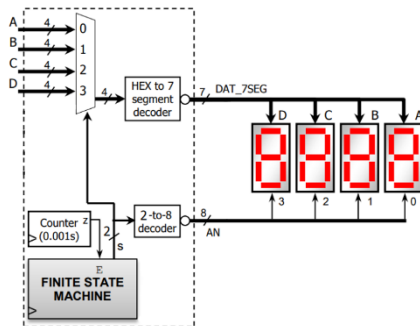 A 4 0
B 4 1
C 4 2
D 4 3
4
HEX to 7
segment
decoder
7 DAT_7SEG
D C B A
3 2 1 0
Counter
(0.001s)
z
2
s
2-to-8
decoder
8
AN
E
FINITE STATE
MACHINE